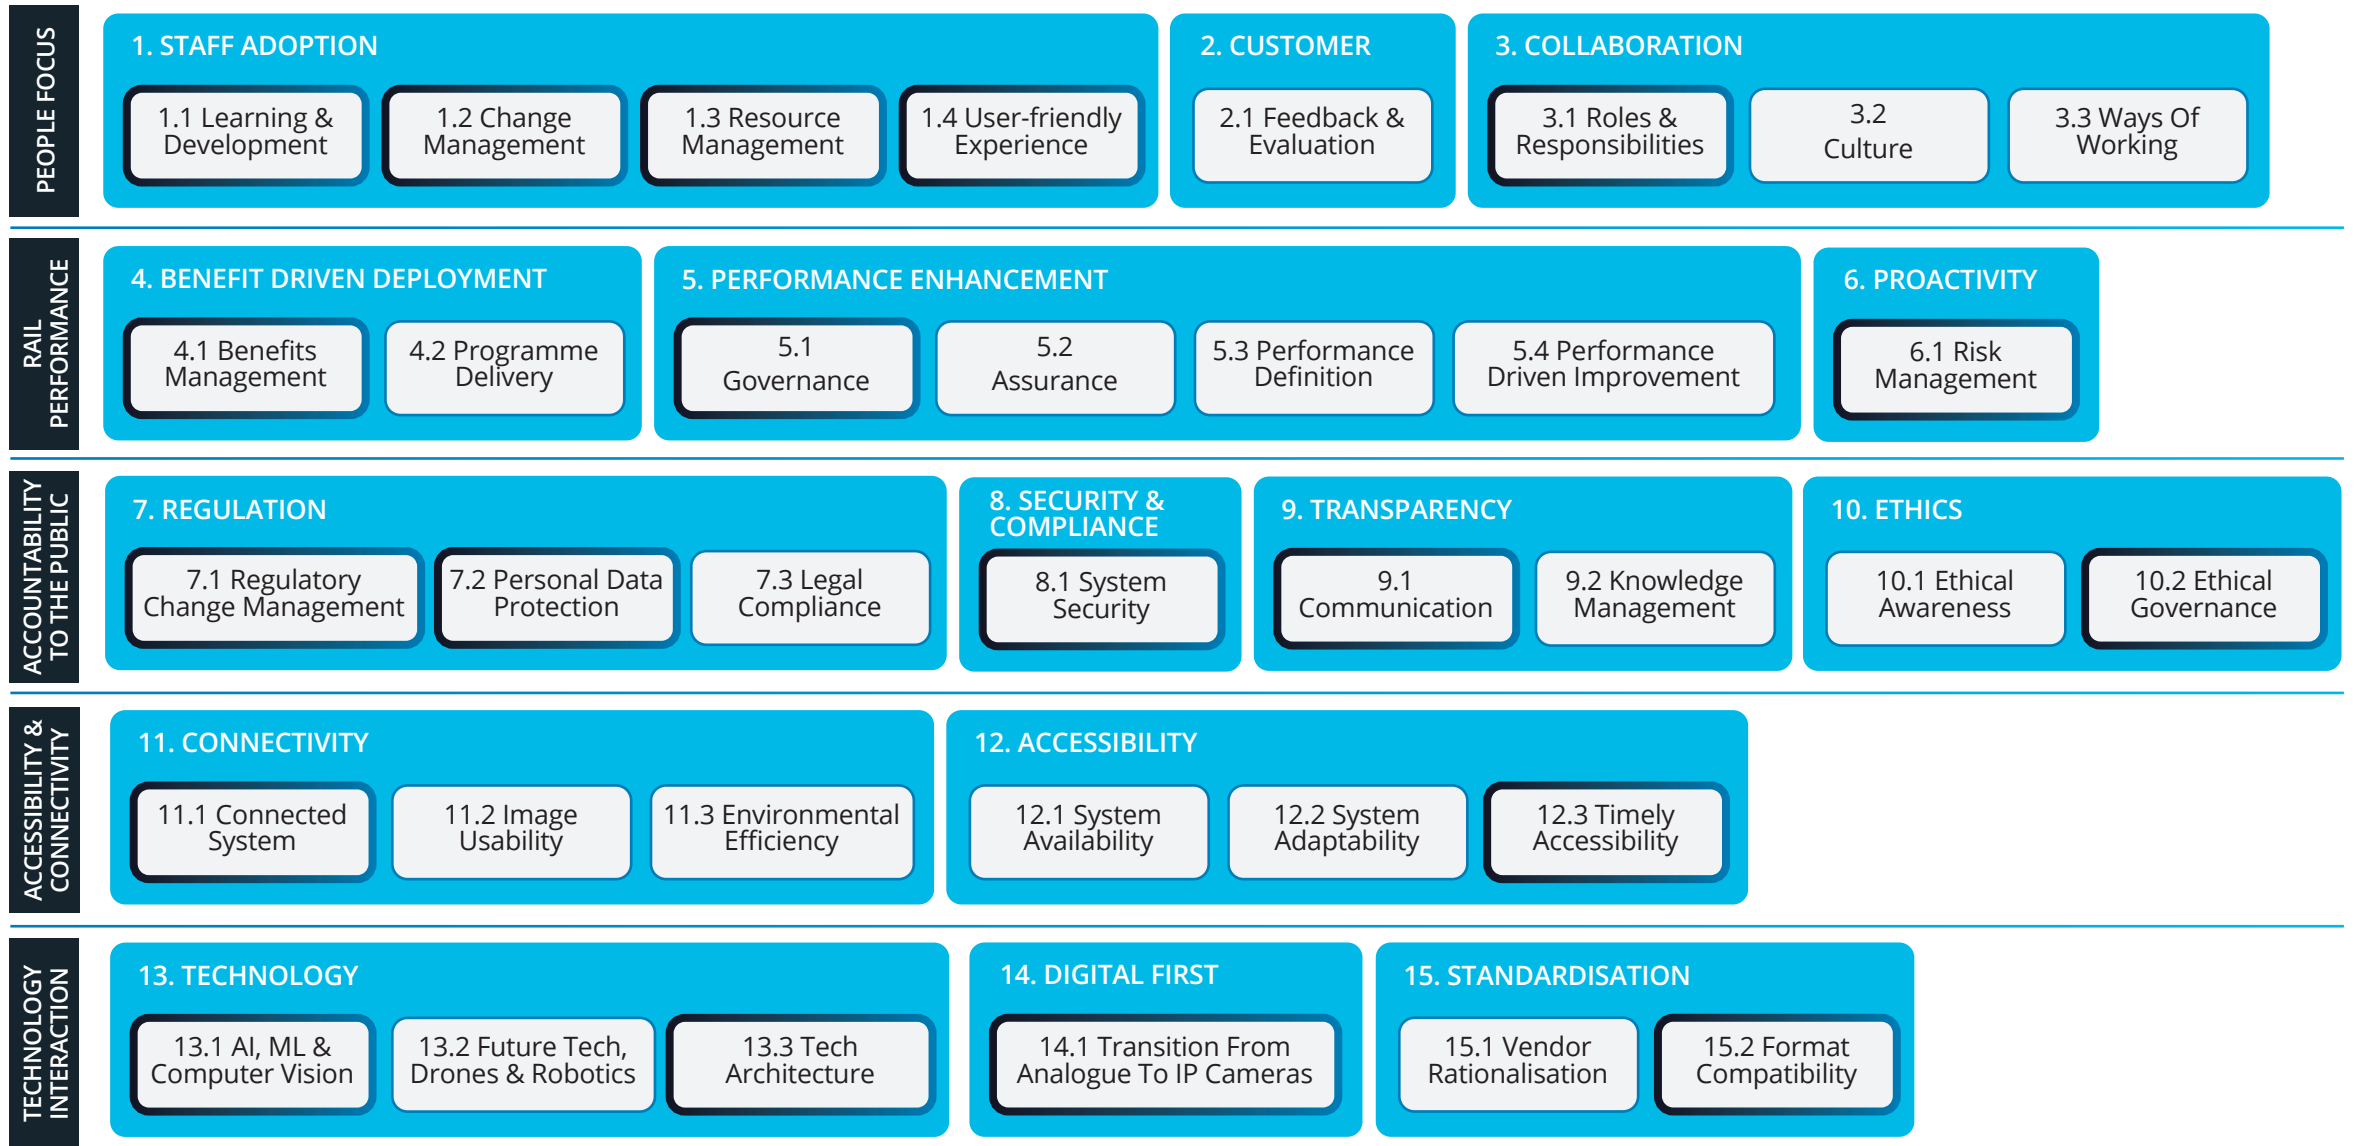 PEOPLE FOCUS
1. STAFF ADOPTION
1.1 Learning &
Development
1.2 Change
Management
1.3 Resource
Management
1.4 User-friendly
Experience
2. CUSTOMER
2.1 Feedback &
Evaluation
3. COLLABORATION
3.1 Roles &
Responsibilities
3.2
Culture
3.3 Ways Of
Working
RAIL
PERFORMANCE
4. BENEFIT DRIVEN DEPLOYMENT
4.1 Benefits
Management
4.2 Programme
Delivery
5. PERFORMANCE ENHANCEMENT
5.1
Governance
5.2
Assurance
5.3 Performance
Definition
5.4 Performance
Driven Improvement
6. PROACTIVITY
6.1 Risk
Management
ACCOUNTABILITY
TO THE PUBLIC
7. REGULATION
7.1 Regulatory
Change Management
7.2 Personal Data
Protection
7.3 Legal
Compliance
8. SECURITY &
COMPLIANCE
8.1 System
Security
9. TRANSPARENCY
9.1
Communication
9.2 Knowledge
Management
10. ETHICS
10.1 Ethical
Awareness
10.2 Ethical
Governance
ACCESSIBILITY &
CONNECTIVITY
11. CONNECTIVITY
11.1 Connected
System
11.2 Image
Usability
11.3 Environmental
Efficiency
12. ACCESSIBILITY
12.1 System
Availability
12.2 System
Adaptability
12.3 Timely
Accessibility
TECHNOLOGY
INTERACTION
13. TECHNOLOGY
13.1 AI, ML &
Computer Vision
13.2 Future Tech,
Drones & Robotics
13.3 Tech
Architecture
14. DIGITAL FIRST
14.1 Transition From
Analogue To IP Cameras
15. STANDARDISATION
15.1 Vendor
Rationalisation
15.2 Format
Compatibility